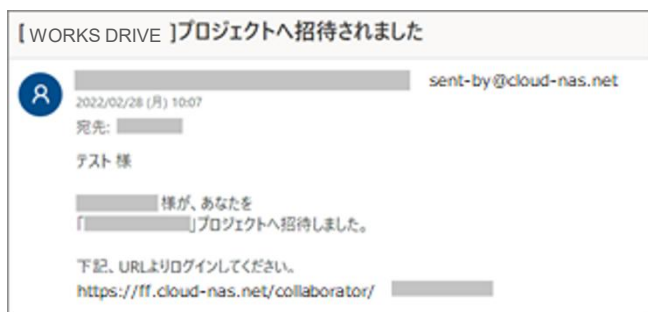 [ WORKS DRIVE ]プロジェクトへ招待されました
sent-by@cloud-nas.net
2022/02/28 (月) 10:07
宛先:
テスト 様
様が、あなたを
「 」プロジェクトへ招待しました。
下記、URLよりログインしてください。
https://ff.cloud-nas.net/collaborator/